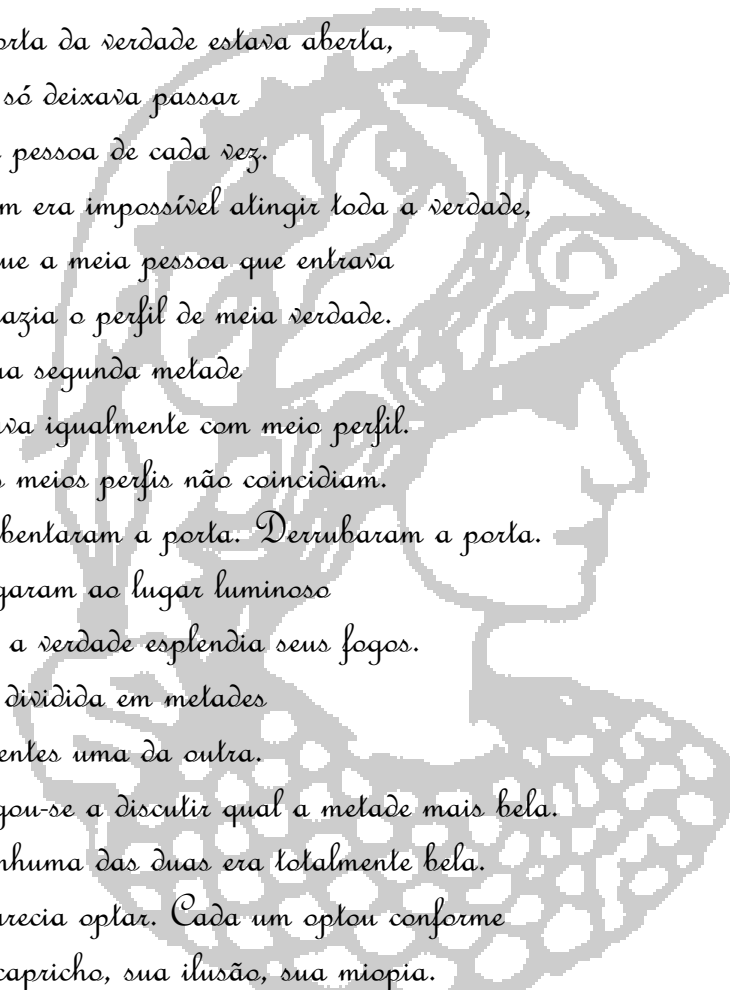 orta da verdade estava aberta,
só deixava passar
pessoa de cada vez.
m era impossível atingir toda a verdade,
ue a meia pessoa que entrava
azia o perfil de meia verdade.
ua segunda metade
ava igualmente com meio perfil.
s meios perfis não coincidiam.
bentaram a porta. Derrubaram a porta.
garam ao lugar luminoso
a verdade esplendia seus fogos.
dividida em metades
entes uma da outra.
gou-se a discutir qual a metade mais bela.
nhuma das duas era totalmente bela.
arecia optar. Cada um optou conforme
capricho, sua ilusão, sua miopia.